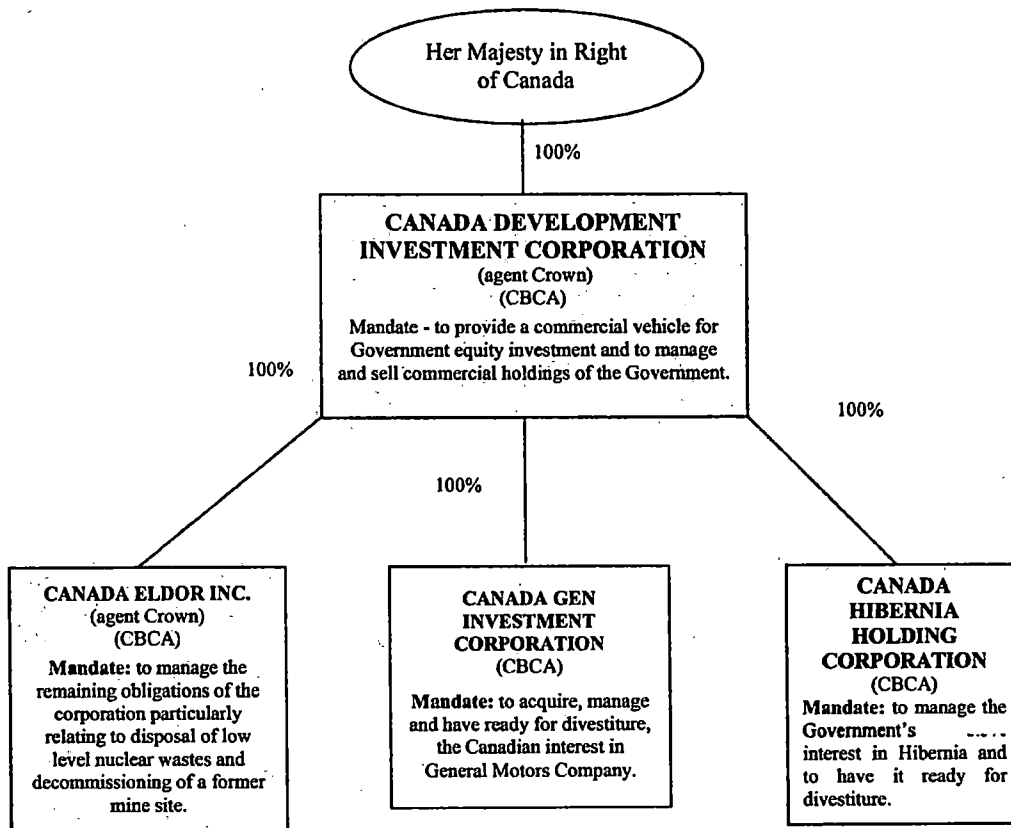 Her Majesty in Right
of Canada
100%
CANADA DEVELOPMENT
INVESTMENT CORPORATION
(agent Crown)
(CBCA)
Mandate - to provide a commercial vehicle for
Government equity investment and to manage
and sell commercial holdings of the Government.
100%
100%
100%
CANADA ELDOR INC.
(agent Crown)
(CBCA)
Mandate: to manage the
remaining obligations of the
corporation particularly
relating to disposal of low
level nuclear wastes and
decommissioning of a former
mine site.
CANADA GEN
INVESTMENT
CORPORATION
(CBCA)
Mandate: to acquire, manage
and have ready for divestiture,
the Canadian interest in
General Motors Company.
CANADA
HIBERNIA
HOLDING
CORPORATION
(CBCA)
Mandate: to manage the
Government's
interest in Hibernia and
to have it ready for
divestiture.